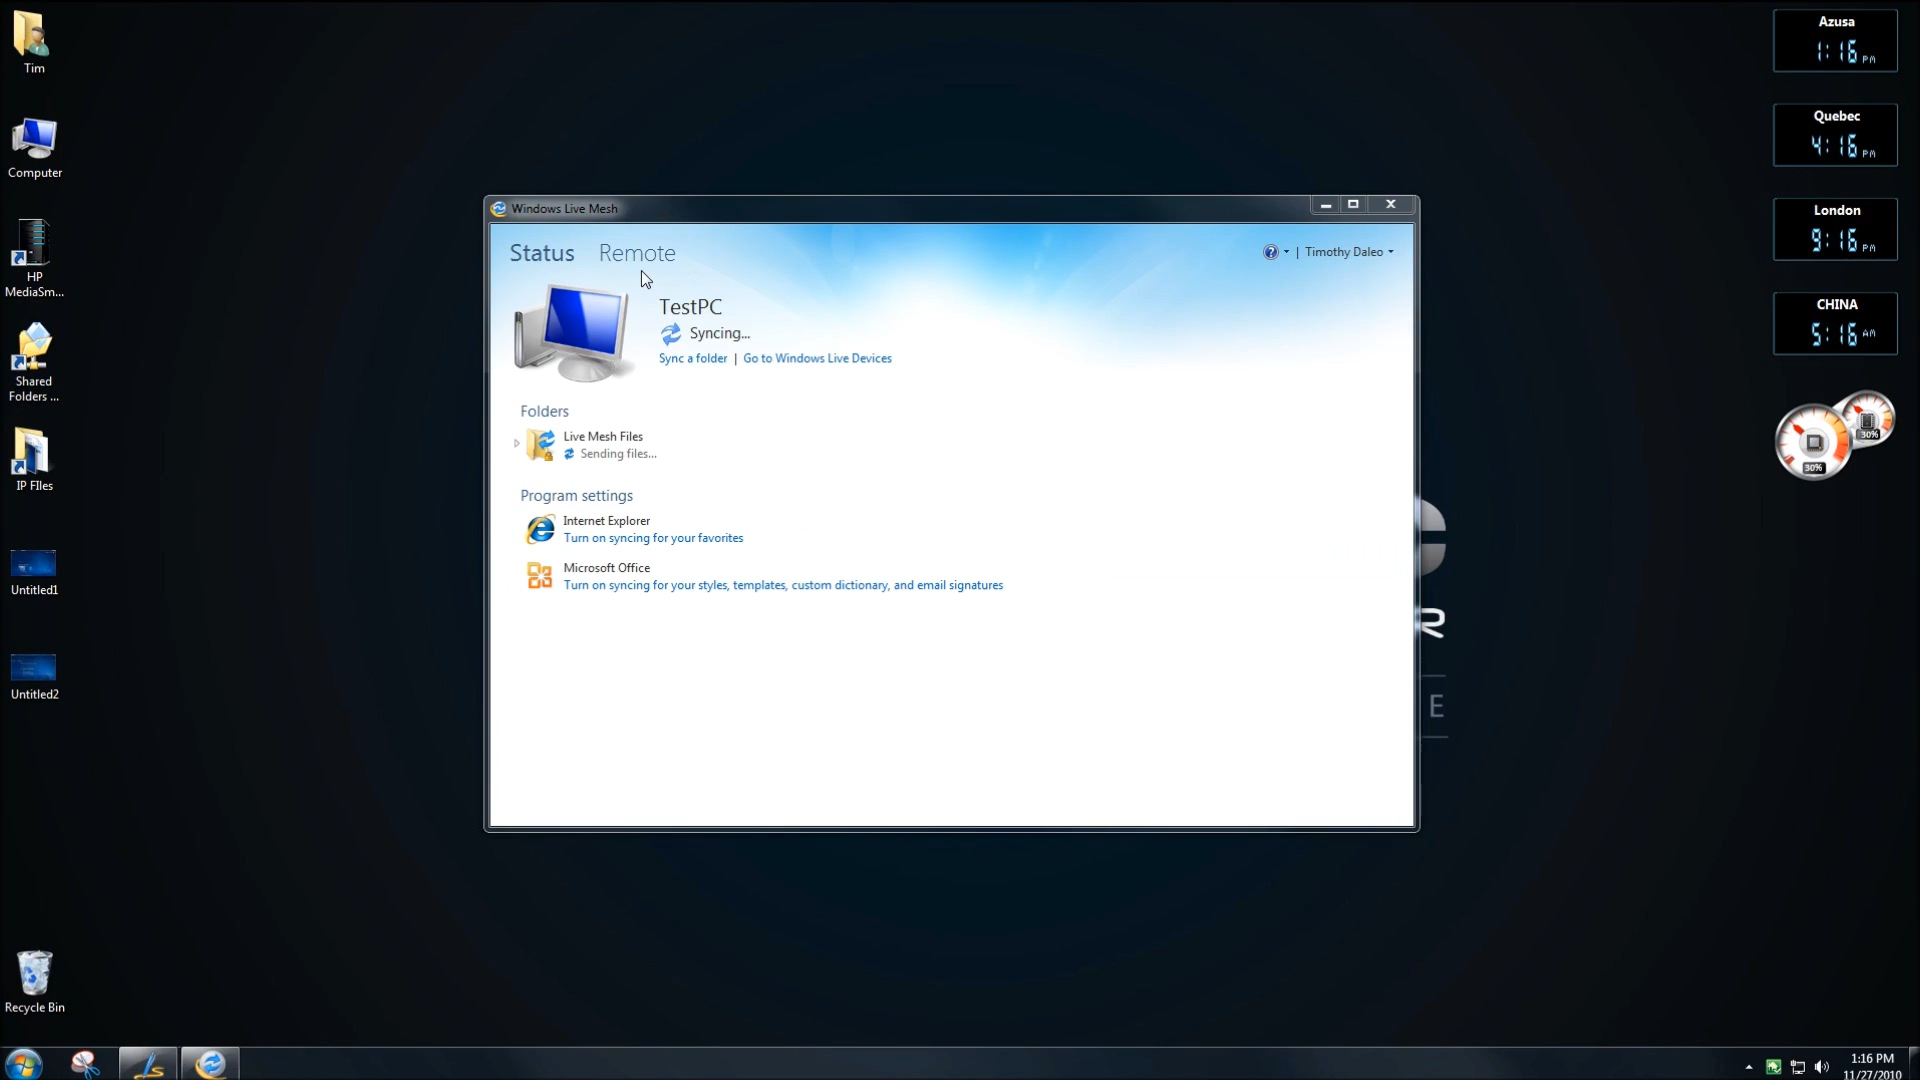 Tim
Computer
HP
MediaSm...
Shared
Folders ...
IP FIles
Untitled1
Untitled2
Recycle Bin
Windows Live Mesh
Status Remote
| Timothy Daleo
TestPC
Syncing...
Sync a folder | Go to Windows Live Devices
Folders
Live Mesh Files
Sending files...
Program settings
Internet Explorer
Turn on syncing for your favorites
Microsoft Office
Turn on syncing for your styles, templates, custom dictionary, and email signatures
R
E
Azusa
1:16 PM
Quebec
4:16 PM
London
9:16 PM
CHINA
5:16 AM
30%
30%
1:16 PM
11/27/2010